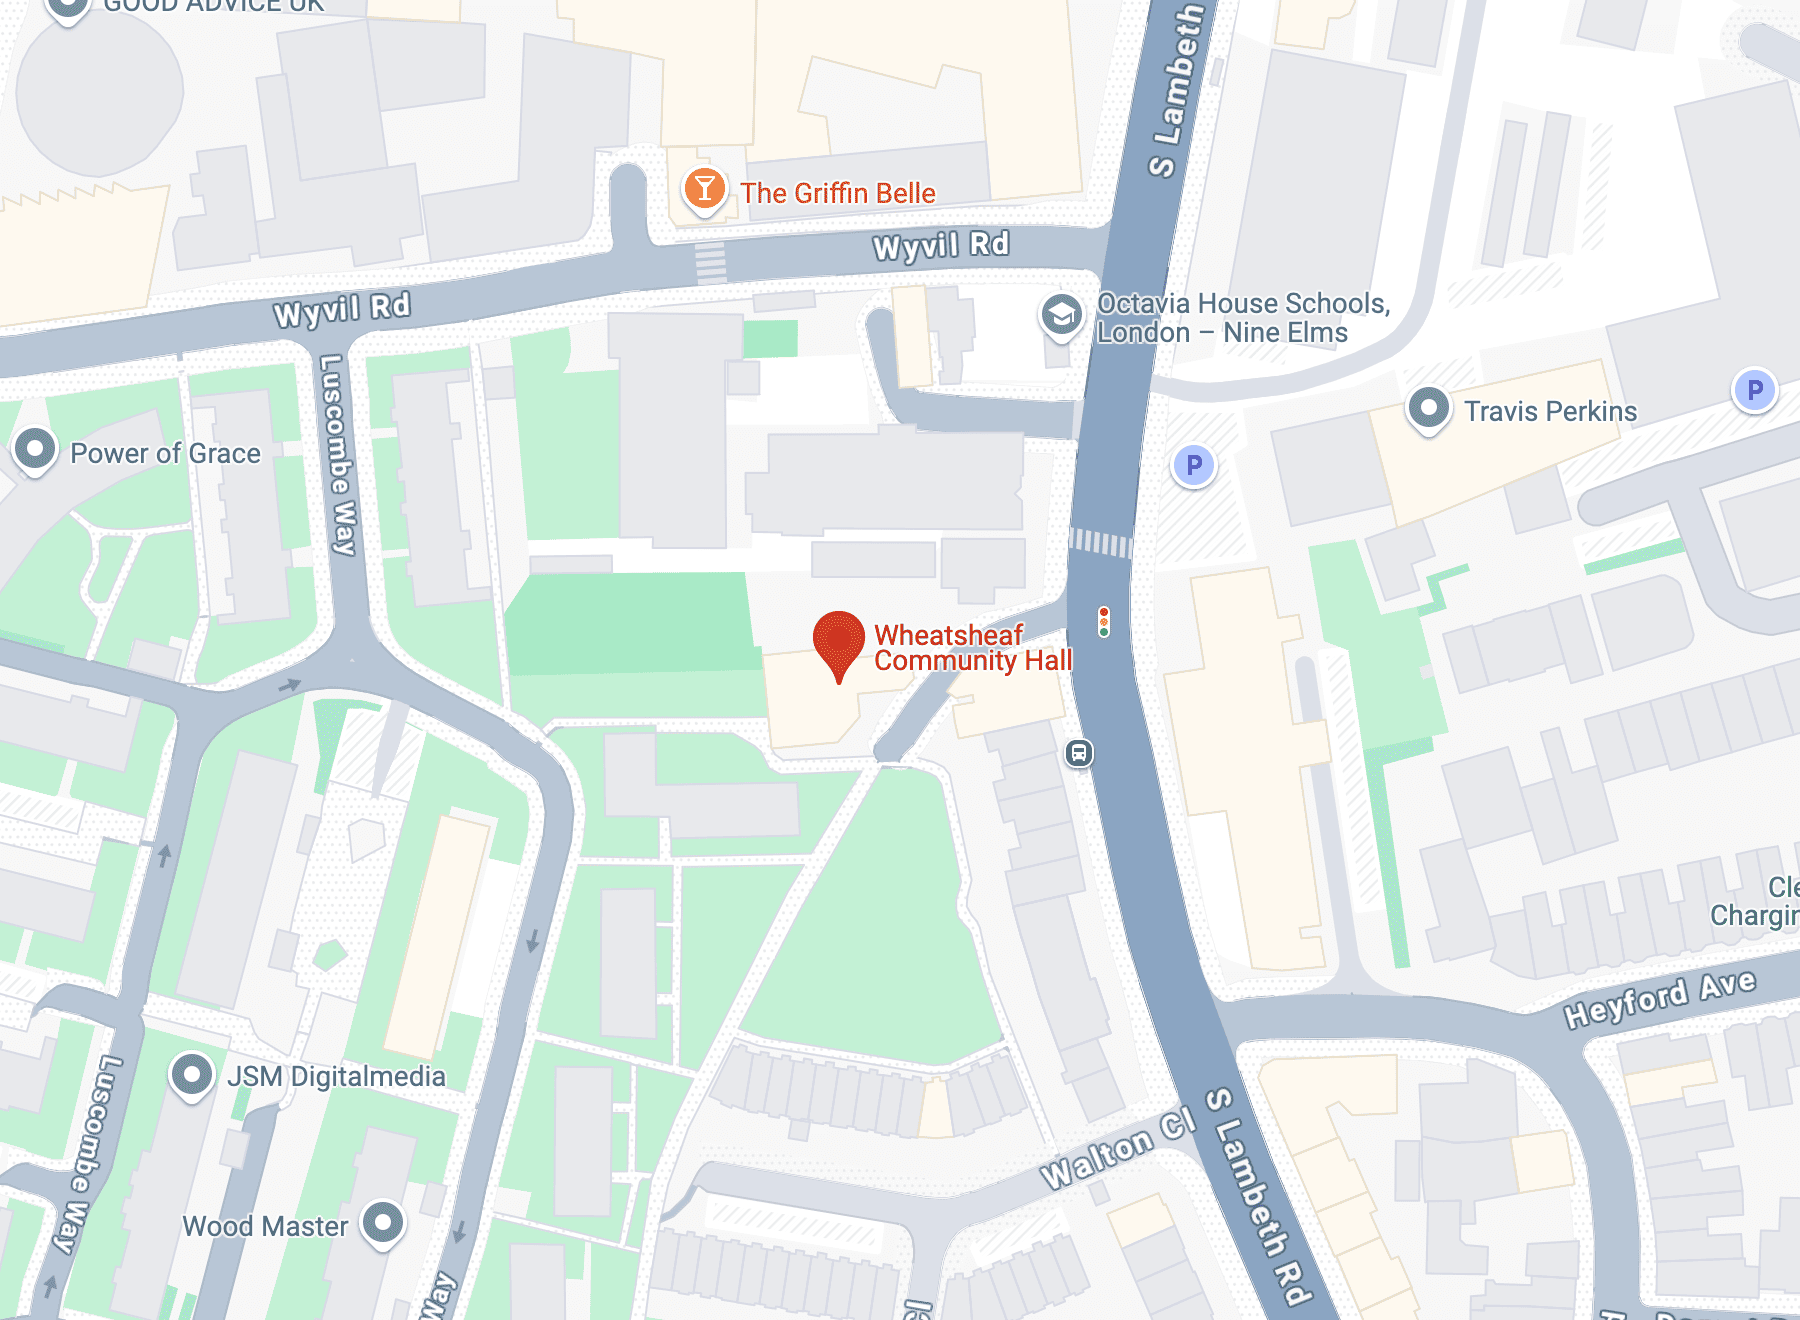 GOOD ADVICE UK
S Lambeth
The Griffin Belle
Wyvil Rd
Wyvil Rd
Octavia House Schools,
London – Nine Elms
Luscombe Way
P
Travis Perkins
Power of Grace
P
Wheatsheaf
Community Hall
Chargin
Heyford Ave
JSM Digitalmedia
Luscombe Way
S Lambeth Rd
Walton Cl
Wood Master
Way